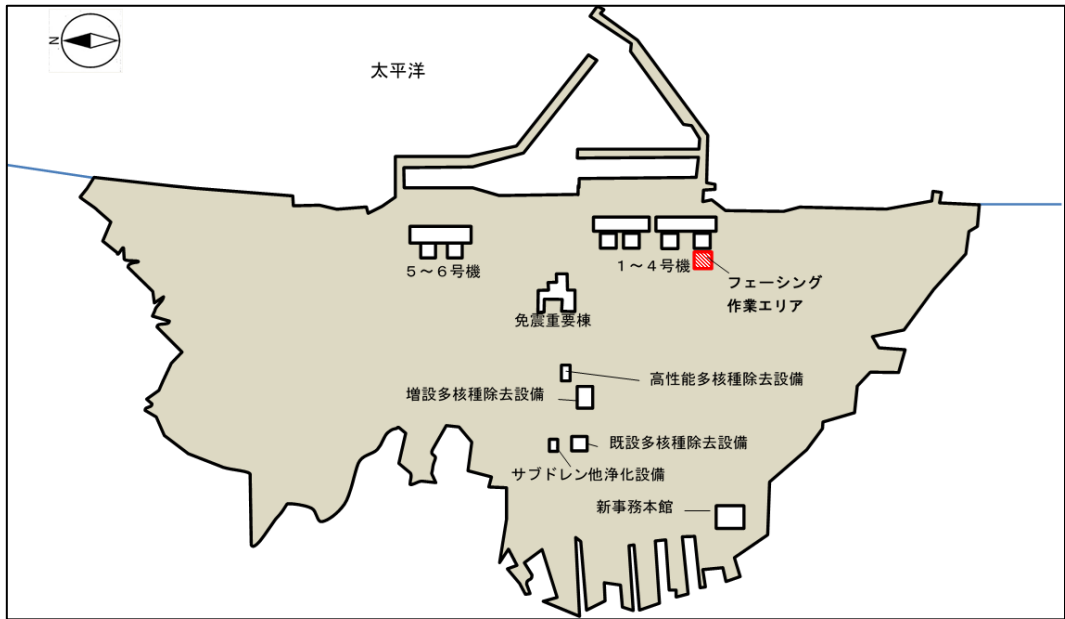 N
太平洋
５～６号機
１～４号機
フェーシング
作業エリア
免震重要棟
高性能多核種除去設備
増設多核種除去設備
既設多核種除去設備
サブドレン他浄化設備
新事務本館